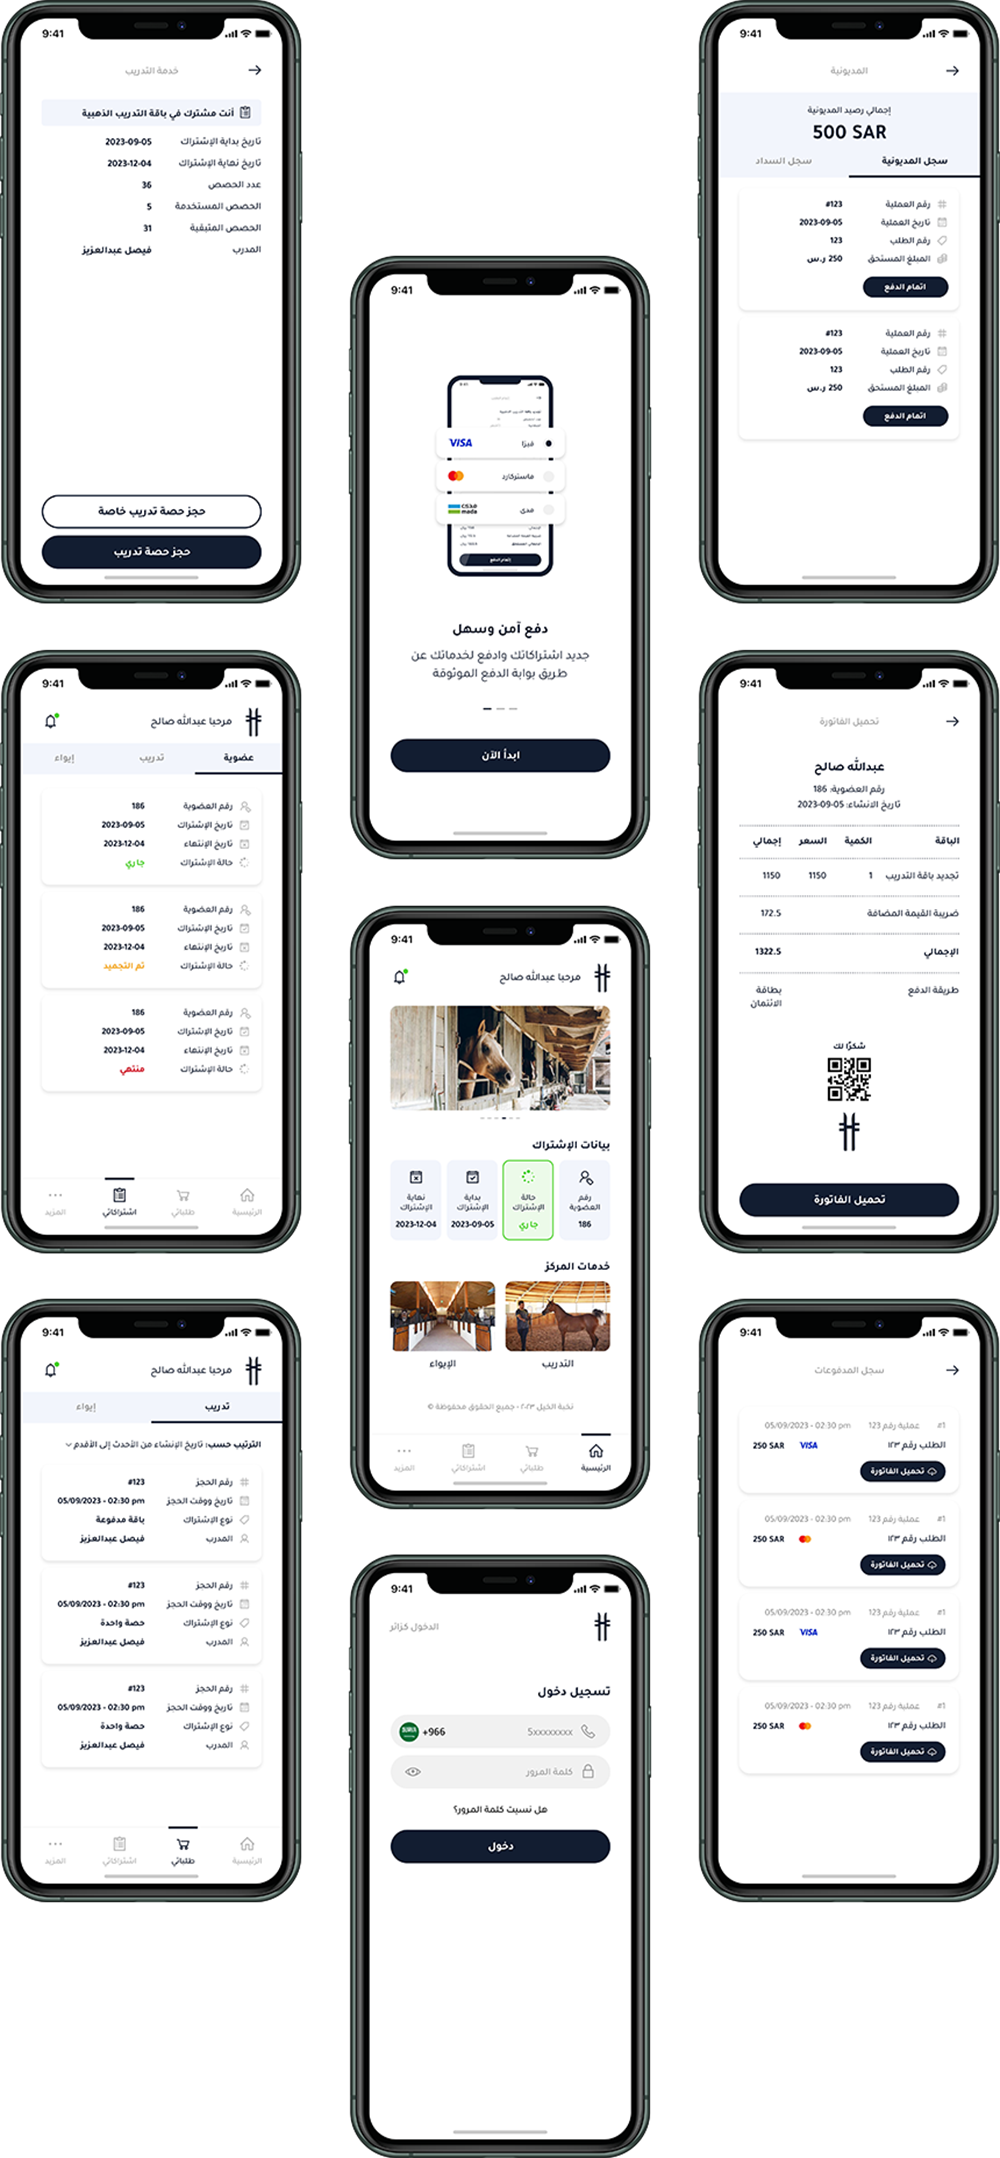 9:41
خدمة التدريب
أنت مشترك في باقة التدريب الذهبية
تاريخ بداية الإشتراك 2023-09-05
تاريخ نهاية الإشتراك 2023-12-04
عدد الحصص 36
الحصص المستخدمة 5
الحصص المتبقية 31
المدرب فيصل عبدالعزيز
حجز حصة تدريب خاصة
حجز حصة تدريب
9:41
مرحبا عبدالله صالح
عضوية تدريب إيواء
رقم العضوية 186
تاريخ الإشتراك 2023-09-05
تاريخ الإنتهاء 2023-12-04
حالة الإشتراك جاري
رقم العضوية 186
تاريخ الإشتراك 2023-09-05
تاريخ الإنتهاء 2023-12-04
حالة الإشتراك تم التجميد
رقم العضوية 186
تاريخ الإشتراك 2023-09-05
تاريخ الإنتهاء 2023-12-04
حالة الإشتراك منتهي
الرئيسية طلباتي اشتراكاتي المزيد
9:41
مرحبا عبدالله صالح
تدريب إيواء
الترتيب حسب: تاريخ الإنشاء من الأحدث إلى الأقدم
رقم الحجز #123
تاريخ ووقت الحجز 05/09/2023 - 02:30 pm
نوع الإشتراك باقة مدفوعة
المدرب فيصل عبدالعزيز
رقم الحجز #123
تاريخ ووقت الحجز 05/09/2023 - 02:30 pm
نوع الإشتراك حصة واحدة
المدرب فيصل عبدالعزيز
رقم الحجز #123
تاريخ ووقت الحجز 05/09/2023 - 02:30 pm
نوع الإشتراك حصة واحدة
المدرب فيصل عبدالعزيز
الرئيسية طلباتي اشتراكاتي المزيد
9:41
فيزا VISA
ماستركارد
مدى مدى mada
إتمام الدفع
دفع آمن وسهل
جديد اشتراكاتك وادفع لخدماتك عن
طريق بوابة الدفع الموثوقة
ابدأ الآن
9:41
مرحبا عبدالله صالح
بيانات الإشتراك
رقم العضوية 186
حالة الإشتراك جاري
بداية الإشتراك 2023-09-05
نهاية الإشتراك 2023-12-04
خدمات المركز
التدريب الإيواء
نخبة الخيل ٢٠٢٣ - جميع الحقوق محفوظة ©
الرئيسية طلباتي اشتراكاتي المزيد
9:41
الدخول كزائر
تسجيل دخول
5xxxxxxxx +966
كلمة المرور
هل نسيت كلمة المرور؟
دخول
9:41
المديونية
إجمالي رصيد المديونية
500 SAR
سجل المديونية سجل السداد
رقم العملية #123
تاريخ العملية 2023-09-05
رقم الطلب 123
المبلغ المستحق 250 ر.س
اتمام الدفع
رقم العملية #123
تاريخ العملية 2023-09-05
رقم الطلب 123
المبلغ المستحق 250 ر.س
اتمام الدفع
9:41
تحميل الفاتورة
عبدالله صالح
رقم العضوية: 186
تاريخ الانشاء: 2023-09-05
الباقة الكمية السعر إجمالي
تجديد باقة التدريب 1 1150 1150
ضريبة القيمة المضافة 172.5
الإجمالي 1322.5
طريقة الدفع بطاقة الائتمان
شكرًا لك
تحميل الفاتورة
9:41
سجل المدفوعات
#1 عملية رقم 123 05/09/2023 - 02:30 pm
الطلب رقم ١٢٣ VISA 250 SAR
تحميل الفاتورة
#1 عملية رقم 123 05/09/2023 - 02:30 pm
الطلب رقم ١٢٣ 250 SAR
تحميل الفاتورة
#1 عملية رقم 123 05/09/2023 - 02:30 pm
الطلب رقم ١٢٣ VISA 250 SAR
تحميل الفاتورة
#1 عملية رقم 123 05/09/2023 - 02:30 pm
الطلب رقم ١٢٣ 250 SAR
تحميل الفاتورة